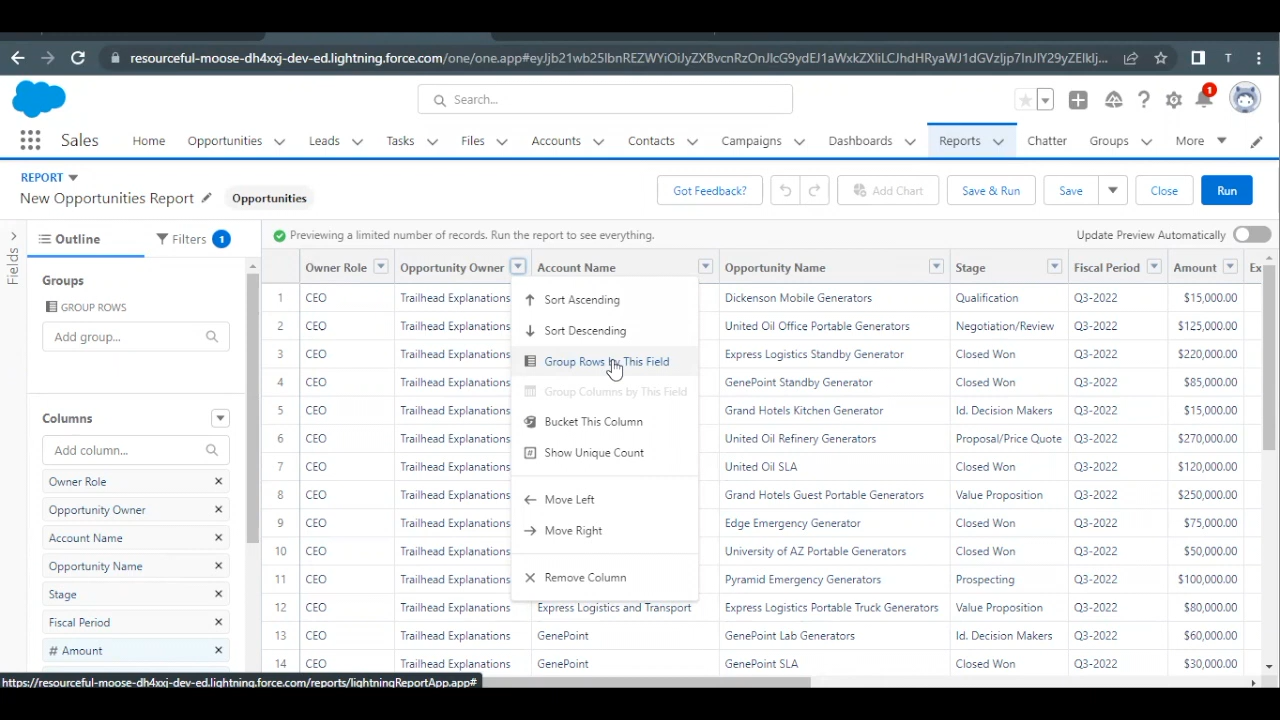 resourceful-moose-dh4xxj-dev-ed.lightning.force.com/one/one.app#eyJjb21wb25lbnREZWYiOiJyZXBvcnRzOnJlcG9ydEJ1aWxkZXIiLCJhdHRyaWJ1dGVzIjp7InJlY29yZElkIj...
T
Search...
1
Sales
Home
Opportunities
Leads
Tasks
Files
Accounts
Contacts
Campaigns
Dashboards
Reports
Chatter
Groups
More
REPORT
New Opportunities Report
Opportunities
Got Feedback?
Add Chart
Save & Run
Save
Close
Run
Fields
Outline
Filters 1
Previewing a limited number of records. Run the report to see everything.
Update Preview Automatically
Groups
GROUP ROWS
Add group...
Columns
Add column...
Owner Role
Opportunity Owner
Account Name
Opportunity Name
Stage
Fiscal Period
# Amount
Owner Role Opportunity Owner Account Name Opportunity Name Stage Fiscal Period Amount Ex
1 CEO Trailhead Explanations Dickenson Mobile Generators Qualification Q3-2022 $15,000.00
2 CEO Trailhead Explanations United Oil Office Portable Generators Negotiation/Review Q3-2022 $125,000.00
3 CEO Trailhead Explanations Express Logistics Standby Generator Closed Won Q3-2022 $220,000.00
4 CEO Trailhead Explanations GenePoint Standby Generator Closed Won Q3-2022 $85,000.00
5 CEO Trailhead Explanations Grand Hotels Kitchen Generator Id. Decision Makers Q3-2022 $15,000.00
6 CEO Trailhead Explanations United Oil Refinery Generators Proposal/Price Quote Q3-2022 $270,000.00
7 CEO Trailhead Explanations United Oil SLA Closed Won Q3-2022 $120,000.00
8 CEO Trailhead Explanations Grand Hotels Guest Portable Generators Value Proposition Q3-2022 $250,000.00
9 CEO Trailhead Explanations Edge Emergency Generator Closed Won Q3-2022 $75,000.00
10 CEO Trailhead Explanations University of AZ Portable Generators Closed Won Q3-2022 $50,000.00
11 CEO Trailhead Explanations Pyramid Emergency Generators Prospecting Q3-2022 $100,000.00
12 CEO Trailhead Explanations Express Logistics and Transport Express Logistics Portable Truck Generators Value Proposition Q3-2022 $80,000.00
13 CEO Trailhead Explanations GenePoint GenePoint Lab Generators Id. Decision Makers Q3-2022 $60,000.00
14 CEO Trailhead Explanations GenePoint GenePoint SLA Closed Won Q3-2022 $30,000.00
Sort Ascending
Sort Descending
Group Rows by This Field
Group Columns by This Field
Bucket This Column
Show Unique Count
Move Left
Move Right
Remove Column
https://resourceful-moose-dh4xxj-dev-ed.lightning.force.com/reports/lightningReportApp.app#